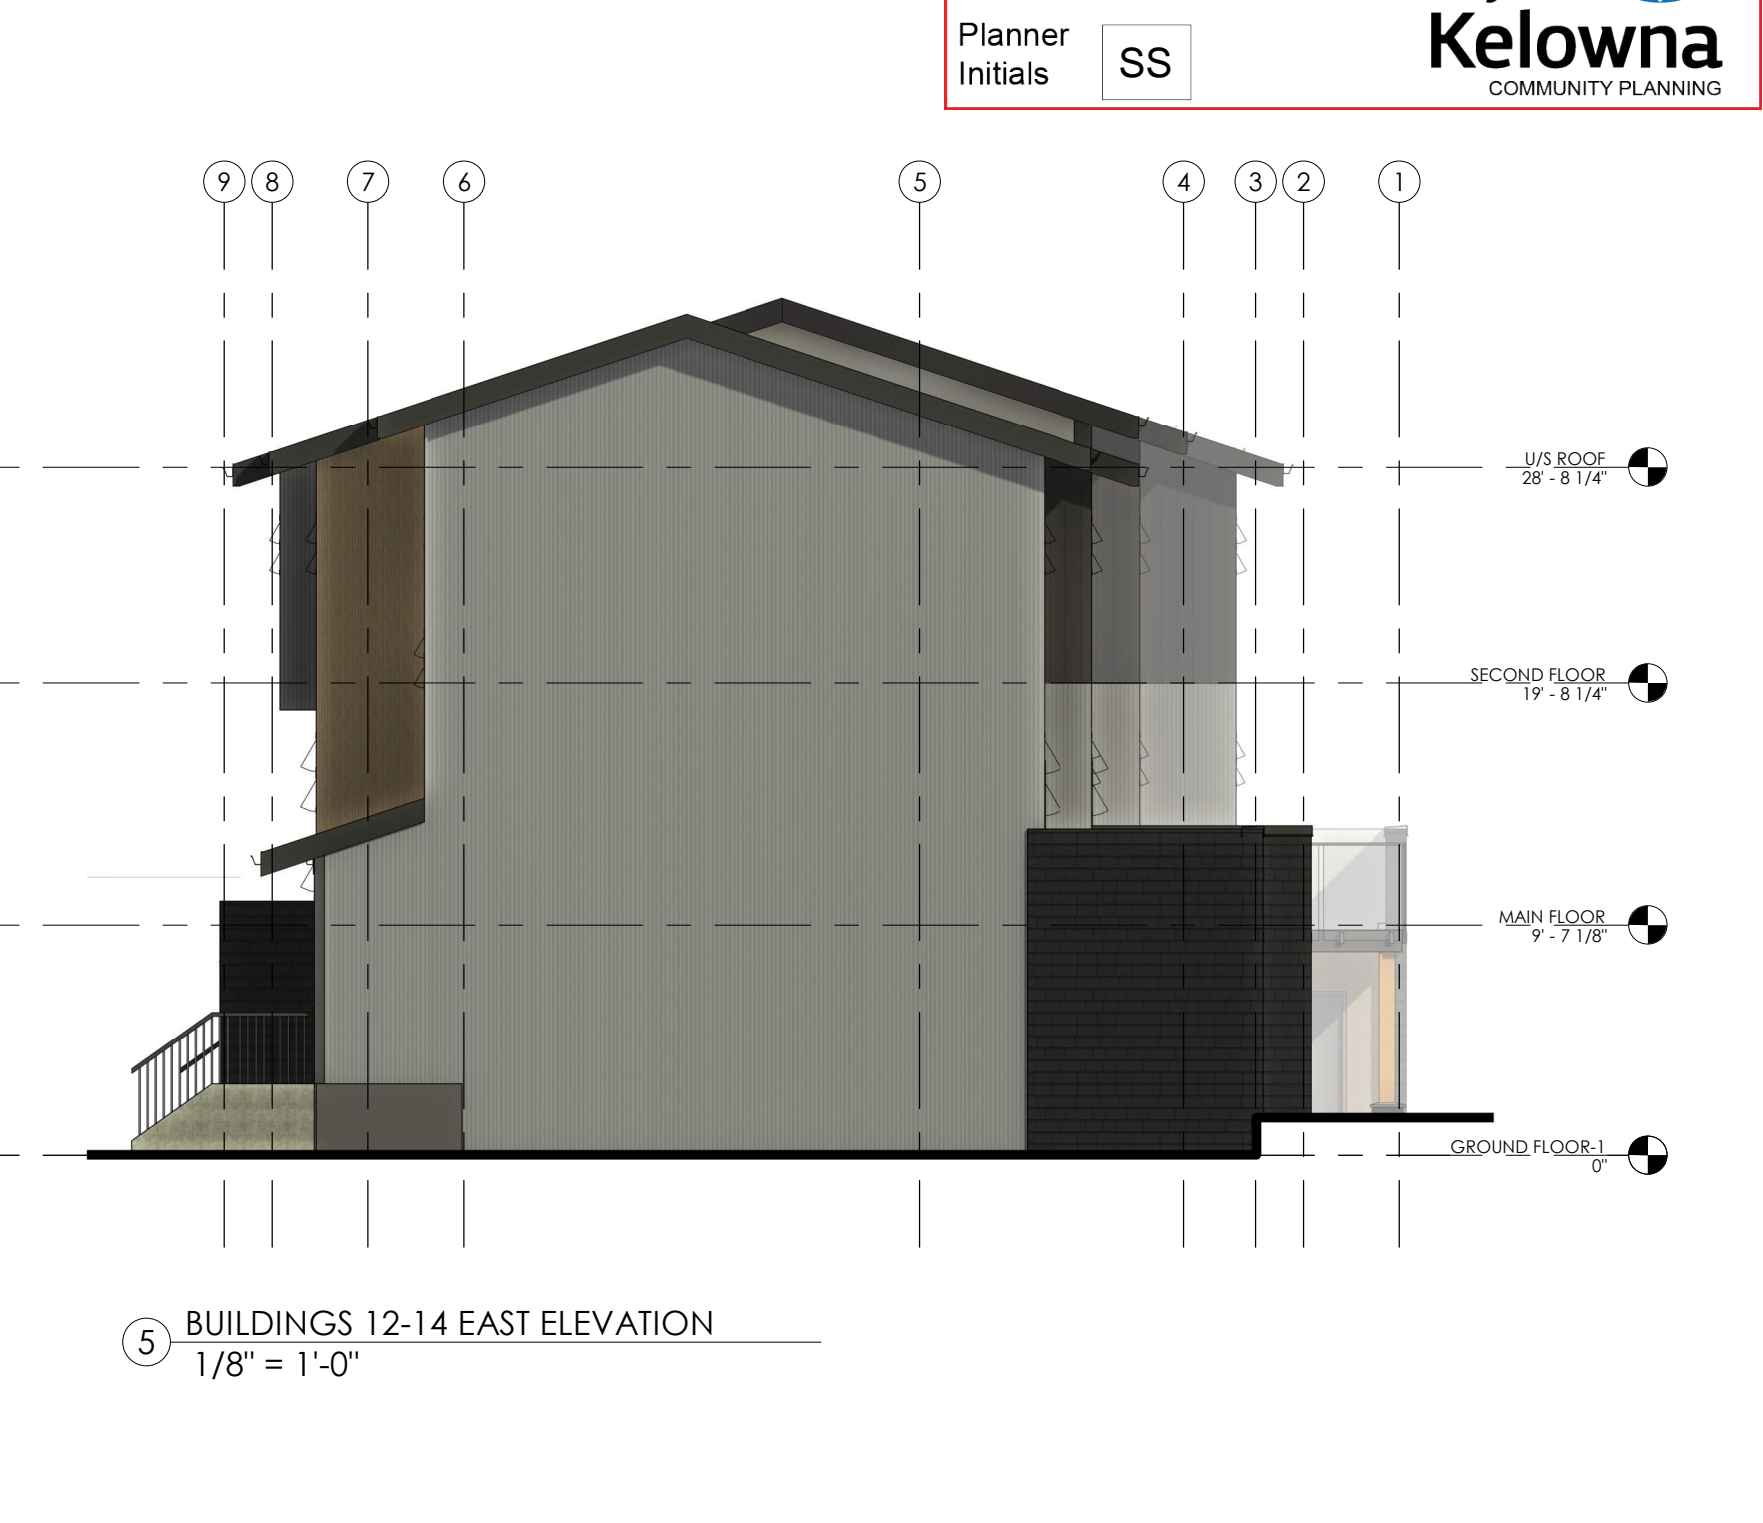 Planner
Initials
SS
Kelowna
COMMUNITY PLANNING
9 8 7 6 5 4 3 2 1
U/S ROOF
28' - 8 1/4"
SECOND FLOOR
19' - 8 1/4"
MAIN FLOOR
9' - 7 1/8"
GROUND FLOOR-1
0"
5
BUILDINGS 12-14 EAST ELEVATION
1/8" = 1'-0"